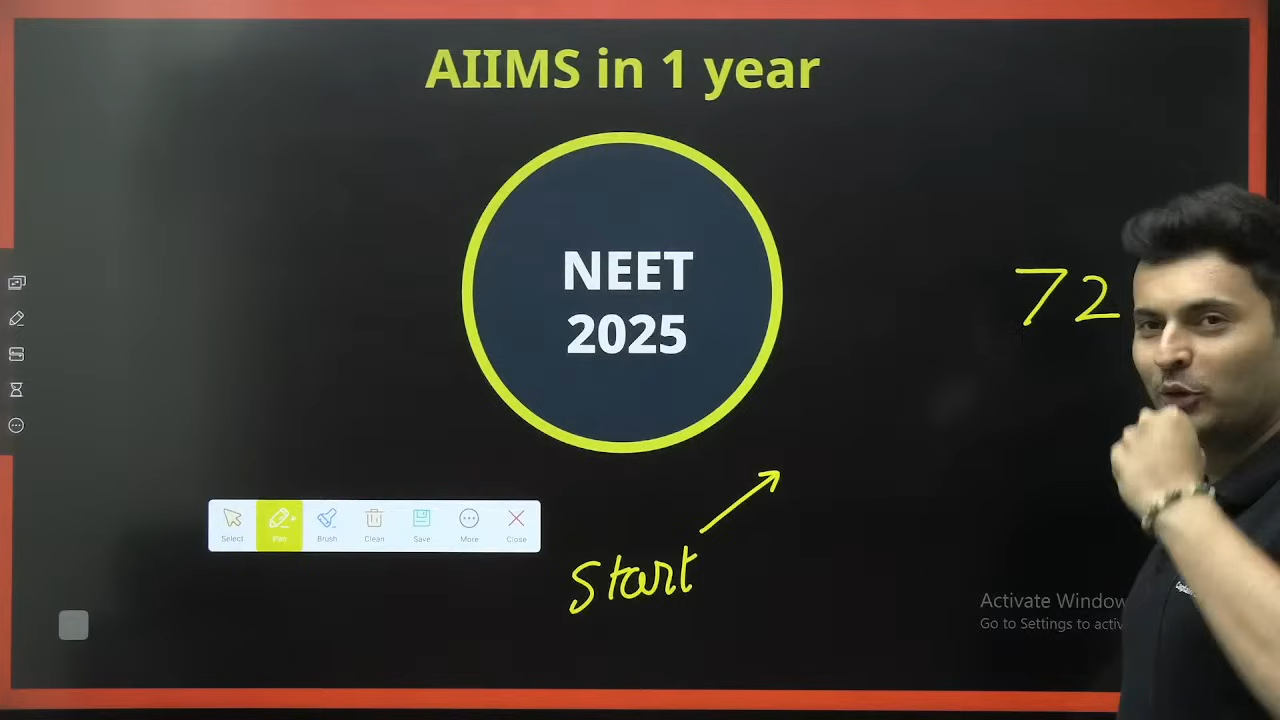 AIIMS in 1 year
NEET
2025
72
Select
Pen
Brush
Clean
Save
More
Close
Start
Activate Window
Go to Settings to activ